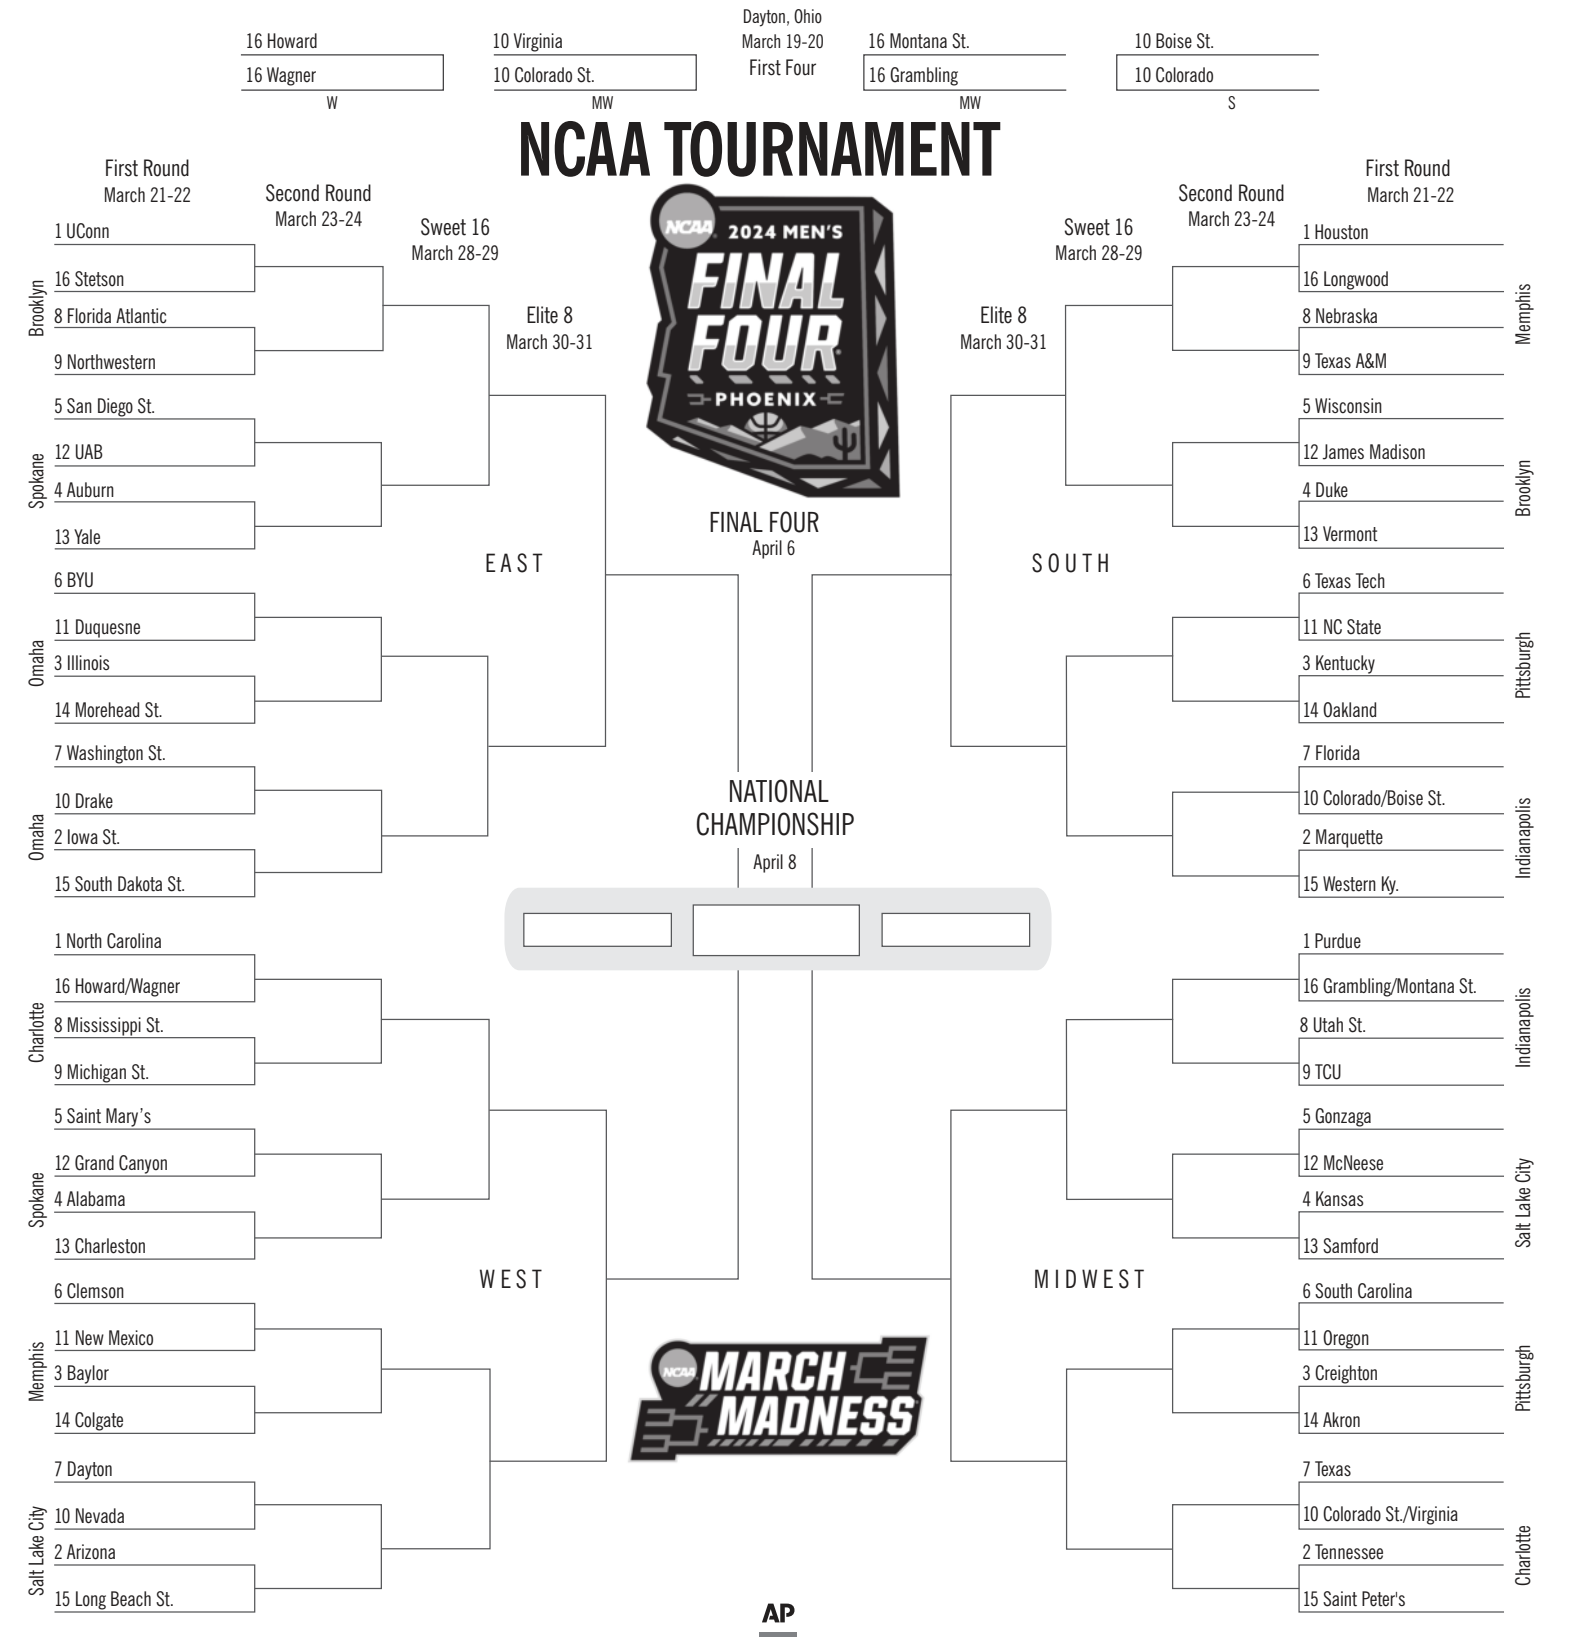 Dayton, Ohio
March 19-20
First Four
16 Howard
16 Wagner
W
10 Virginia
10 Colorado St.
MW
16 Montana St.
16 Grambling
MW
10 Boise St.
10 Colorado
S
NCAA TOURNAMENT
First Round
March 21-22
Second Round
March 23-24
Sweet 16
March 28-29
Elite 8
March 30-31
NCAA
2024 MEN'S
FINAL
FOUR
PHOENIX
Elite 8
March 30-31
Sweet 16
March 28-29
Second Round
March 23-24
First Round
March 21-22
FINAL FOUR
April 6
EAST
Brooklyn
1 UConn
16 Stetson
8 Florida Atlantic
9 Northwestern
Spokane
5 San Diego St.
12 UAB
4 Auburn
13 Yale
Omaha
6 BYU
11 Duquesne
3 Illinois
14 Morehead St.
Omaha
7 Washington St.
10 Drake
2 Iowa St.
15 South Dakota St.
SOUTH
Memphis
1 Houston
16 Longwood
8 Nebraska
9 Texas A&M
Brooklyn
5 Wisconsin
12 James Madison
4 Duke
13 Vermont
Pittsburgh
6 Texas Tech
11 NC State
3 Kentucky
14 Oakland
Indianapolis
7 Florida
10 Colorado/Boise St.
2 Marquette
15 Western Ky.
NATIONAL
CHAMPIONSHIP
April 8
WEST
Charlotte
1 North Carolina
16 Howard/Wagner
8 Mississippi St.
9 Michigan St.
Spokane
5 Saint Mary's
12 Grand Canyon
4 Alabama
13 Charleston
Memphis
6 Clemson
11 New Mexico
3 Baylor
14 Colgate
Salt Lake City
7 Dayton
10 Nevada
2 Arizona
15 Long Beach St.
MIDWEST
Indianapolis
1 Purdue
16 Grambling/Montana St.
8 Utah St.
9 TCU
Salt Lake City
5 Gonzaga
12 McNeese
4 Kansas
13 Samford
Pittsburgh
6 South Carolina
11 Oregon
3 Creighton
14 Akron
Charlotte
7 Texas
10 Colorado St./Virginia
2 Tennessee
15 Saint Peter's
NCAA
MARCH
MADNESS
AP